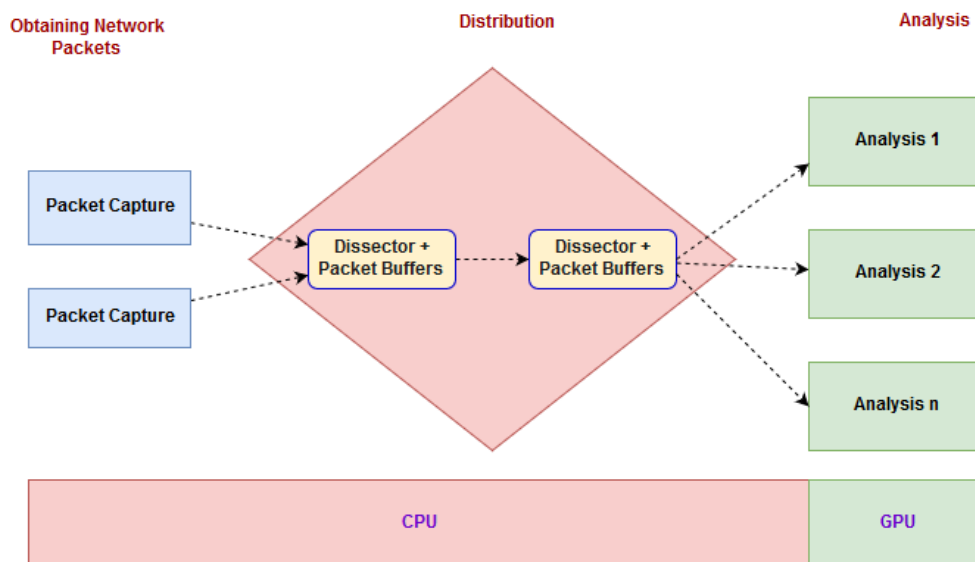 Obtaining Network
Packets
Distribution
Analysis
Packet Capture
Packet Capture
Dissector +
Packet Buffers
Dissector +
Packet Buffers
Analysis 1
Analysis 2
Analysis n
CPU
GPU